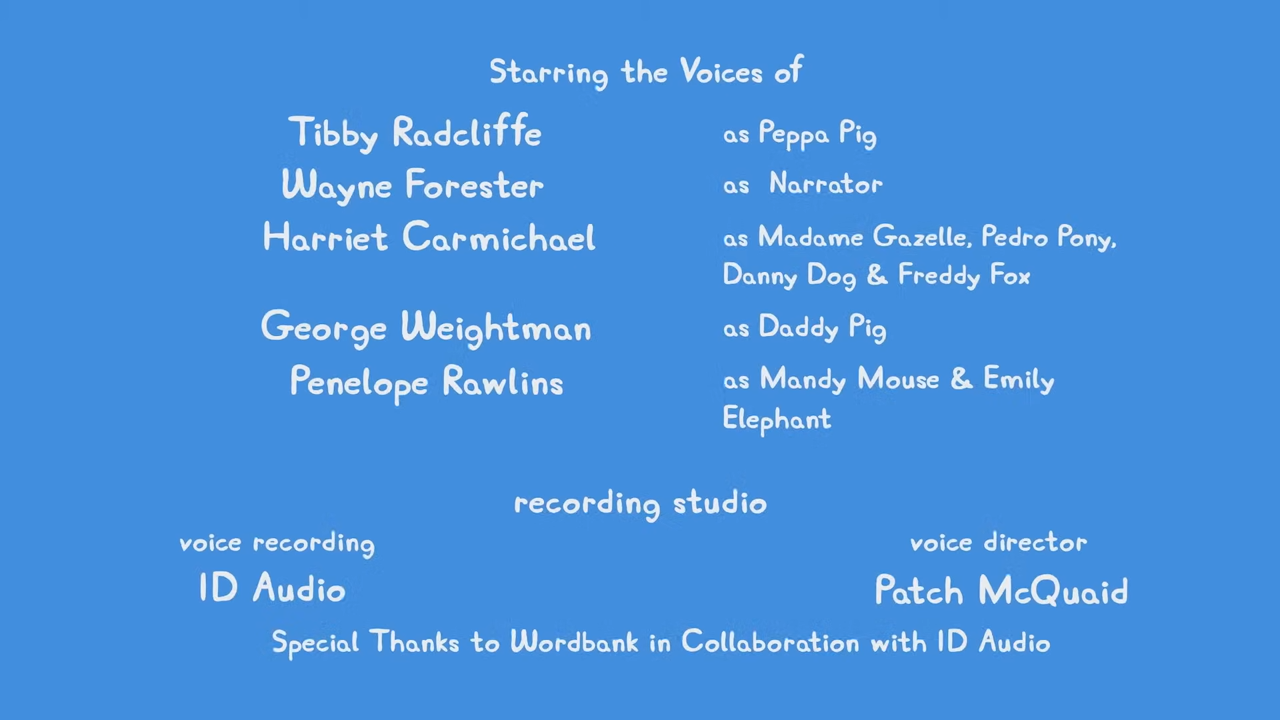 Starring the Voices of
Tibby Radcliffe as Peppa Pig
Wayne Forester as Narrator
Harriet Carmichael as Madame Gazelle, Pedro Pony,
Danny Dog & Freddy Fox
George Weightman as Daddy Pig
Penelope Rawlins as Mandy Mouse & Emily
Elephant
recording studio
voice recording voice director
ID Audio Patch McQuaid
Special Thanks to Wordbank in Collaboration with ID Audio